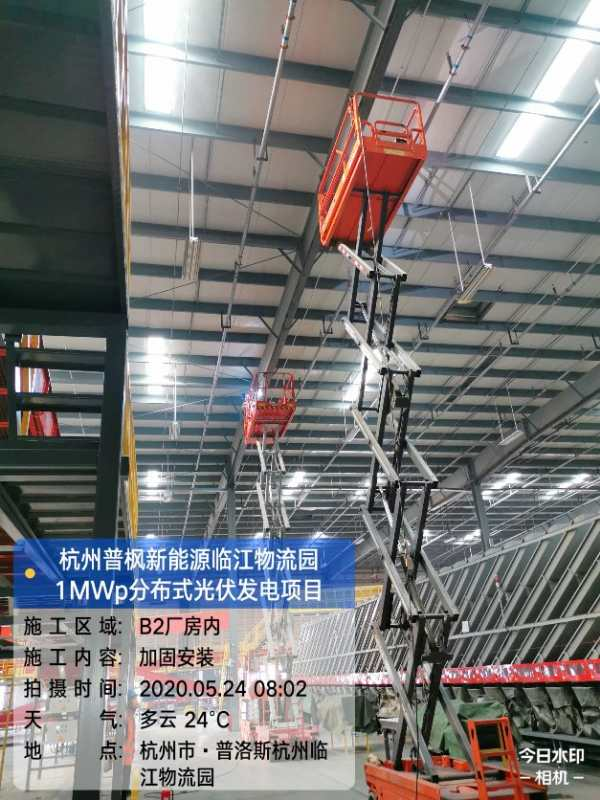 杭州普枫新能源临江物流园
1MWp分布式光伏发电项目
施工区域: B2厂房内
施工内容: 加固安装
拍摄时间: 2020.05.24 08:02
天气: 多云 24℃
地点: 杭州市·普洛斯杭州临
江物流园
今日水印
-相机-